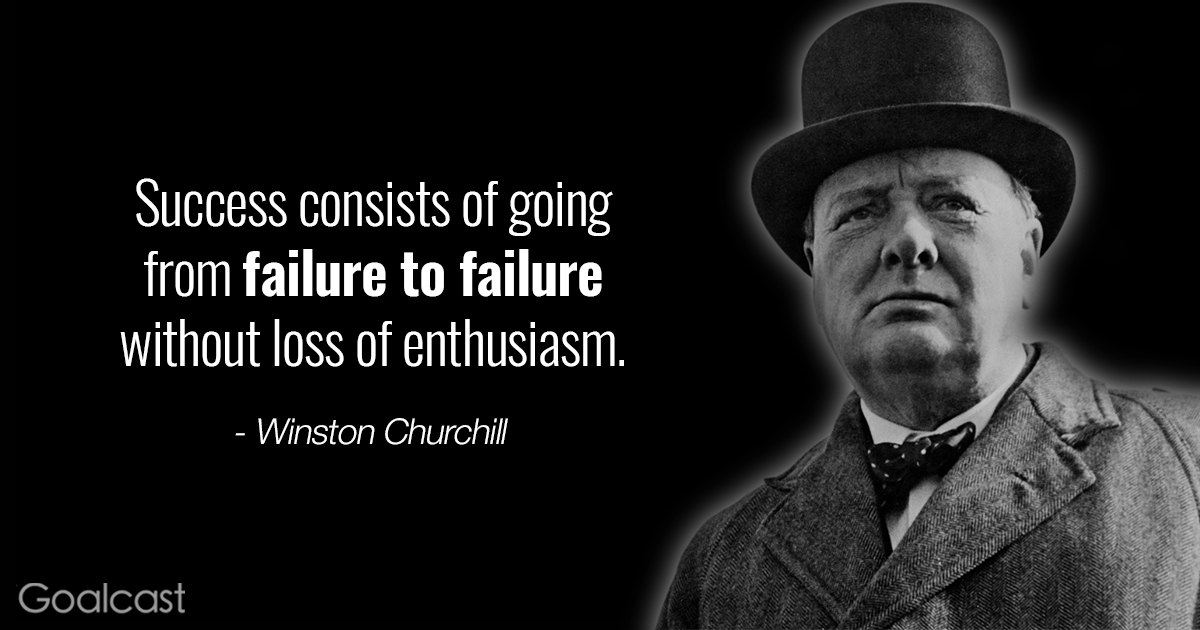 Success consists of going
from failure to failure
without loss of enthusiasm.
- Winston Churchill
Goalcast